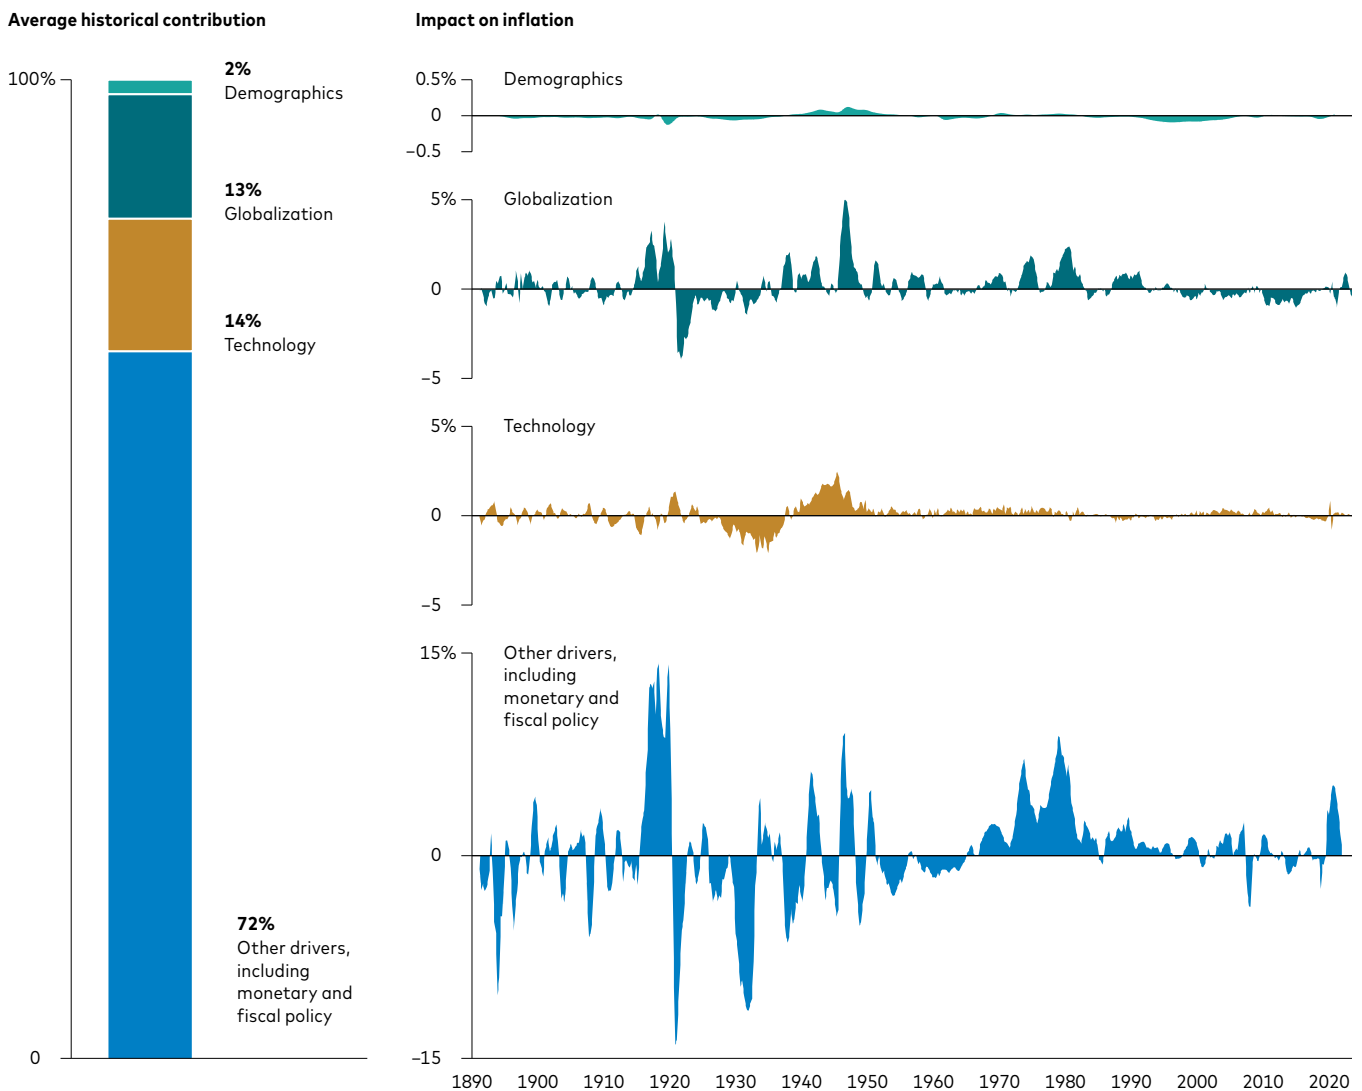 Average historical contribution
100%
2%
Demographics
13%
Globalization
14%
Technology
72%
Other drivers,
including
monetary and
fiscal policy
0
Impact on inflation
0.5%
Demographics
0
–0.5
5%
Globalization
0
–5
5%
Technology
0
–5
15%
Other drivers,
including
monetary and
fiscal policy
0
–15
1890 1900 1910 1920 1930 1940 1950 1960 1970 1980 1990 2000 2010 2020